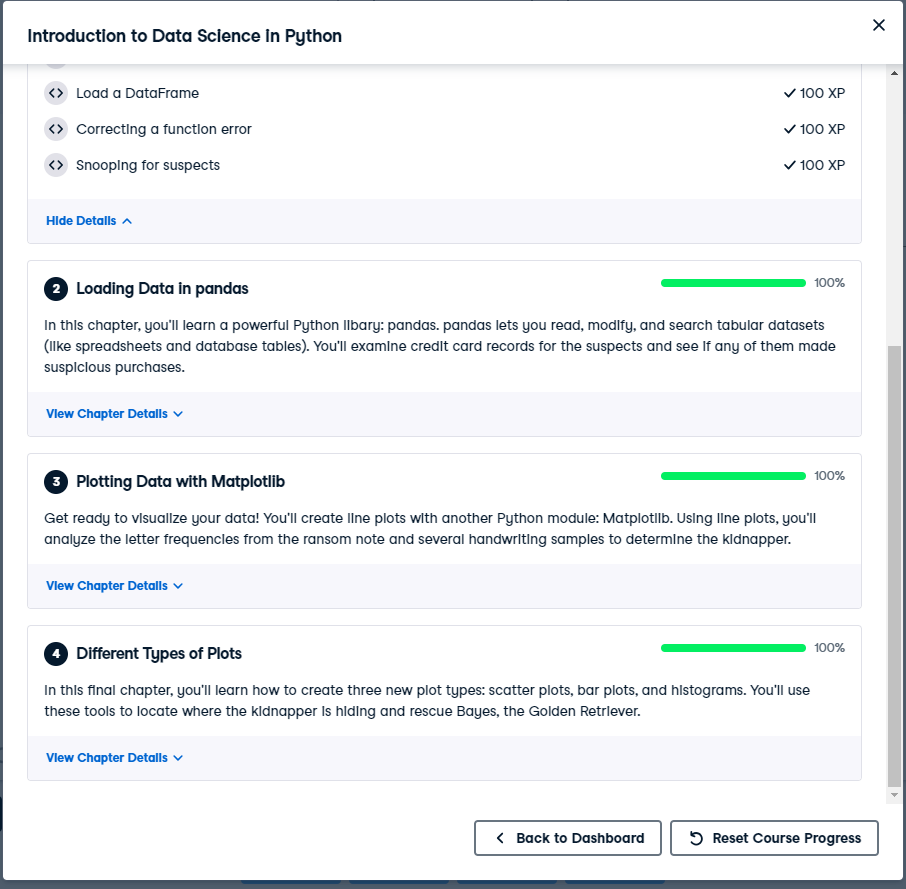 Introduction to Data Science in Python
Load a DataFrame
100 XP
Correcting a function error
100 XP
Snooping for suspects
100 XP
Hide Details
2 Loading Data in pandas
100%
In this chapter, you'll learn a powerful Python libary: pandas. pandas lets you read, modify, and search tabular datasets
(like spreadsheets and database tables). You'll examine credit card records for the suspects and see if any of them made
suspicious purchases.
View Chapter Details
3 Plotting Data with Matplotlib
100%
Get ready to visualize your data! You'll create line plots with another Python module: Matplotlib. Using line plots, you'll
analyze the letter frequencies from the ransom note and several handwriting samples to determine the kidnapper.
View Chapter Details
4 Different Types of Plots
100%
In this final chapter, you'll learn how to create three new plot types: scatter plots, bar plots, and histograms. You'll use
these tools to locate where the kidnapper is hiding and rescue Bayes, the Golden Retriever.
View Chapter Details
Back to Dashboard
Reset Course Progress